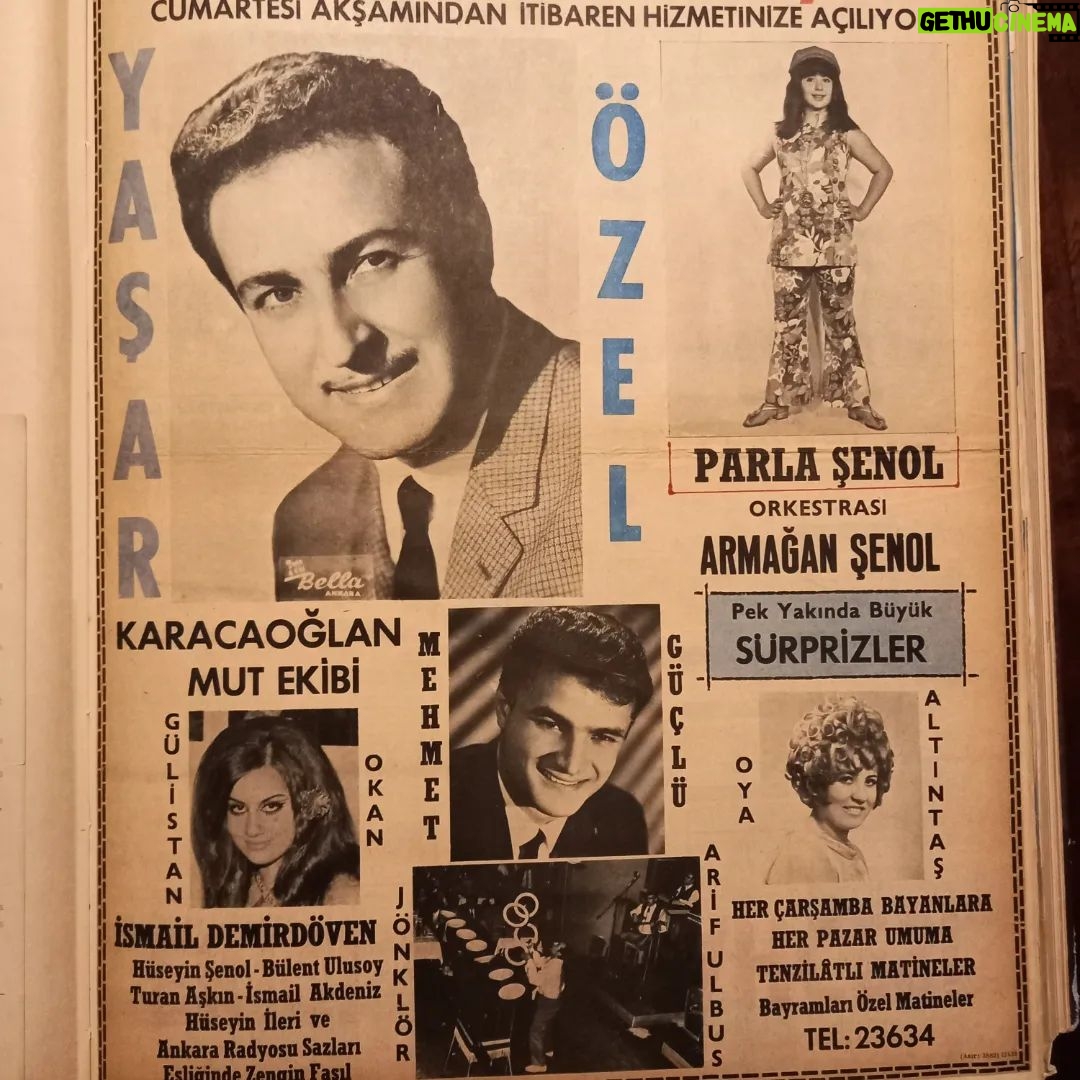 CUMARTESİ AKŞAMINDAN İTİBAREN HİZMETİNİZE AÇILIYO
GETHUCINEMA
YAŞAR
ÖZEL
Bella
ANKARA
PARLA ŞENOL
ORKESTRASI
ARMAĞAN ŞENOL
Pek Yakında Büyük
SÜRPRİZLER
KARACAOĞLAN
MUT EKİBİ
GÜLİSTAN
OKAN
MEHMET
GÜÇLÜ
OYA
ALTINTAŞ
İSMAİL DEMİRDÖVEN
Hüseyin Şenol - Bülent Ulusoy
Turan Aşkın - İsmail Akdeniz
Hüseyin İleri ve
Ankara Radyosu Sazları
Eşliğinde Zengin Fasıl
JÖNKLÖR
ARİF ULBUS
HER ÇARŞAMBA BAYANLARA
HER PAZAR UMUMA
TENZİLÂTLI MATİNELER
Bayramları Özel Matineler
TEL: 23634